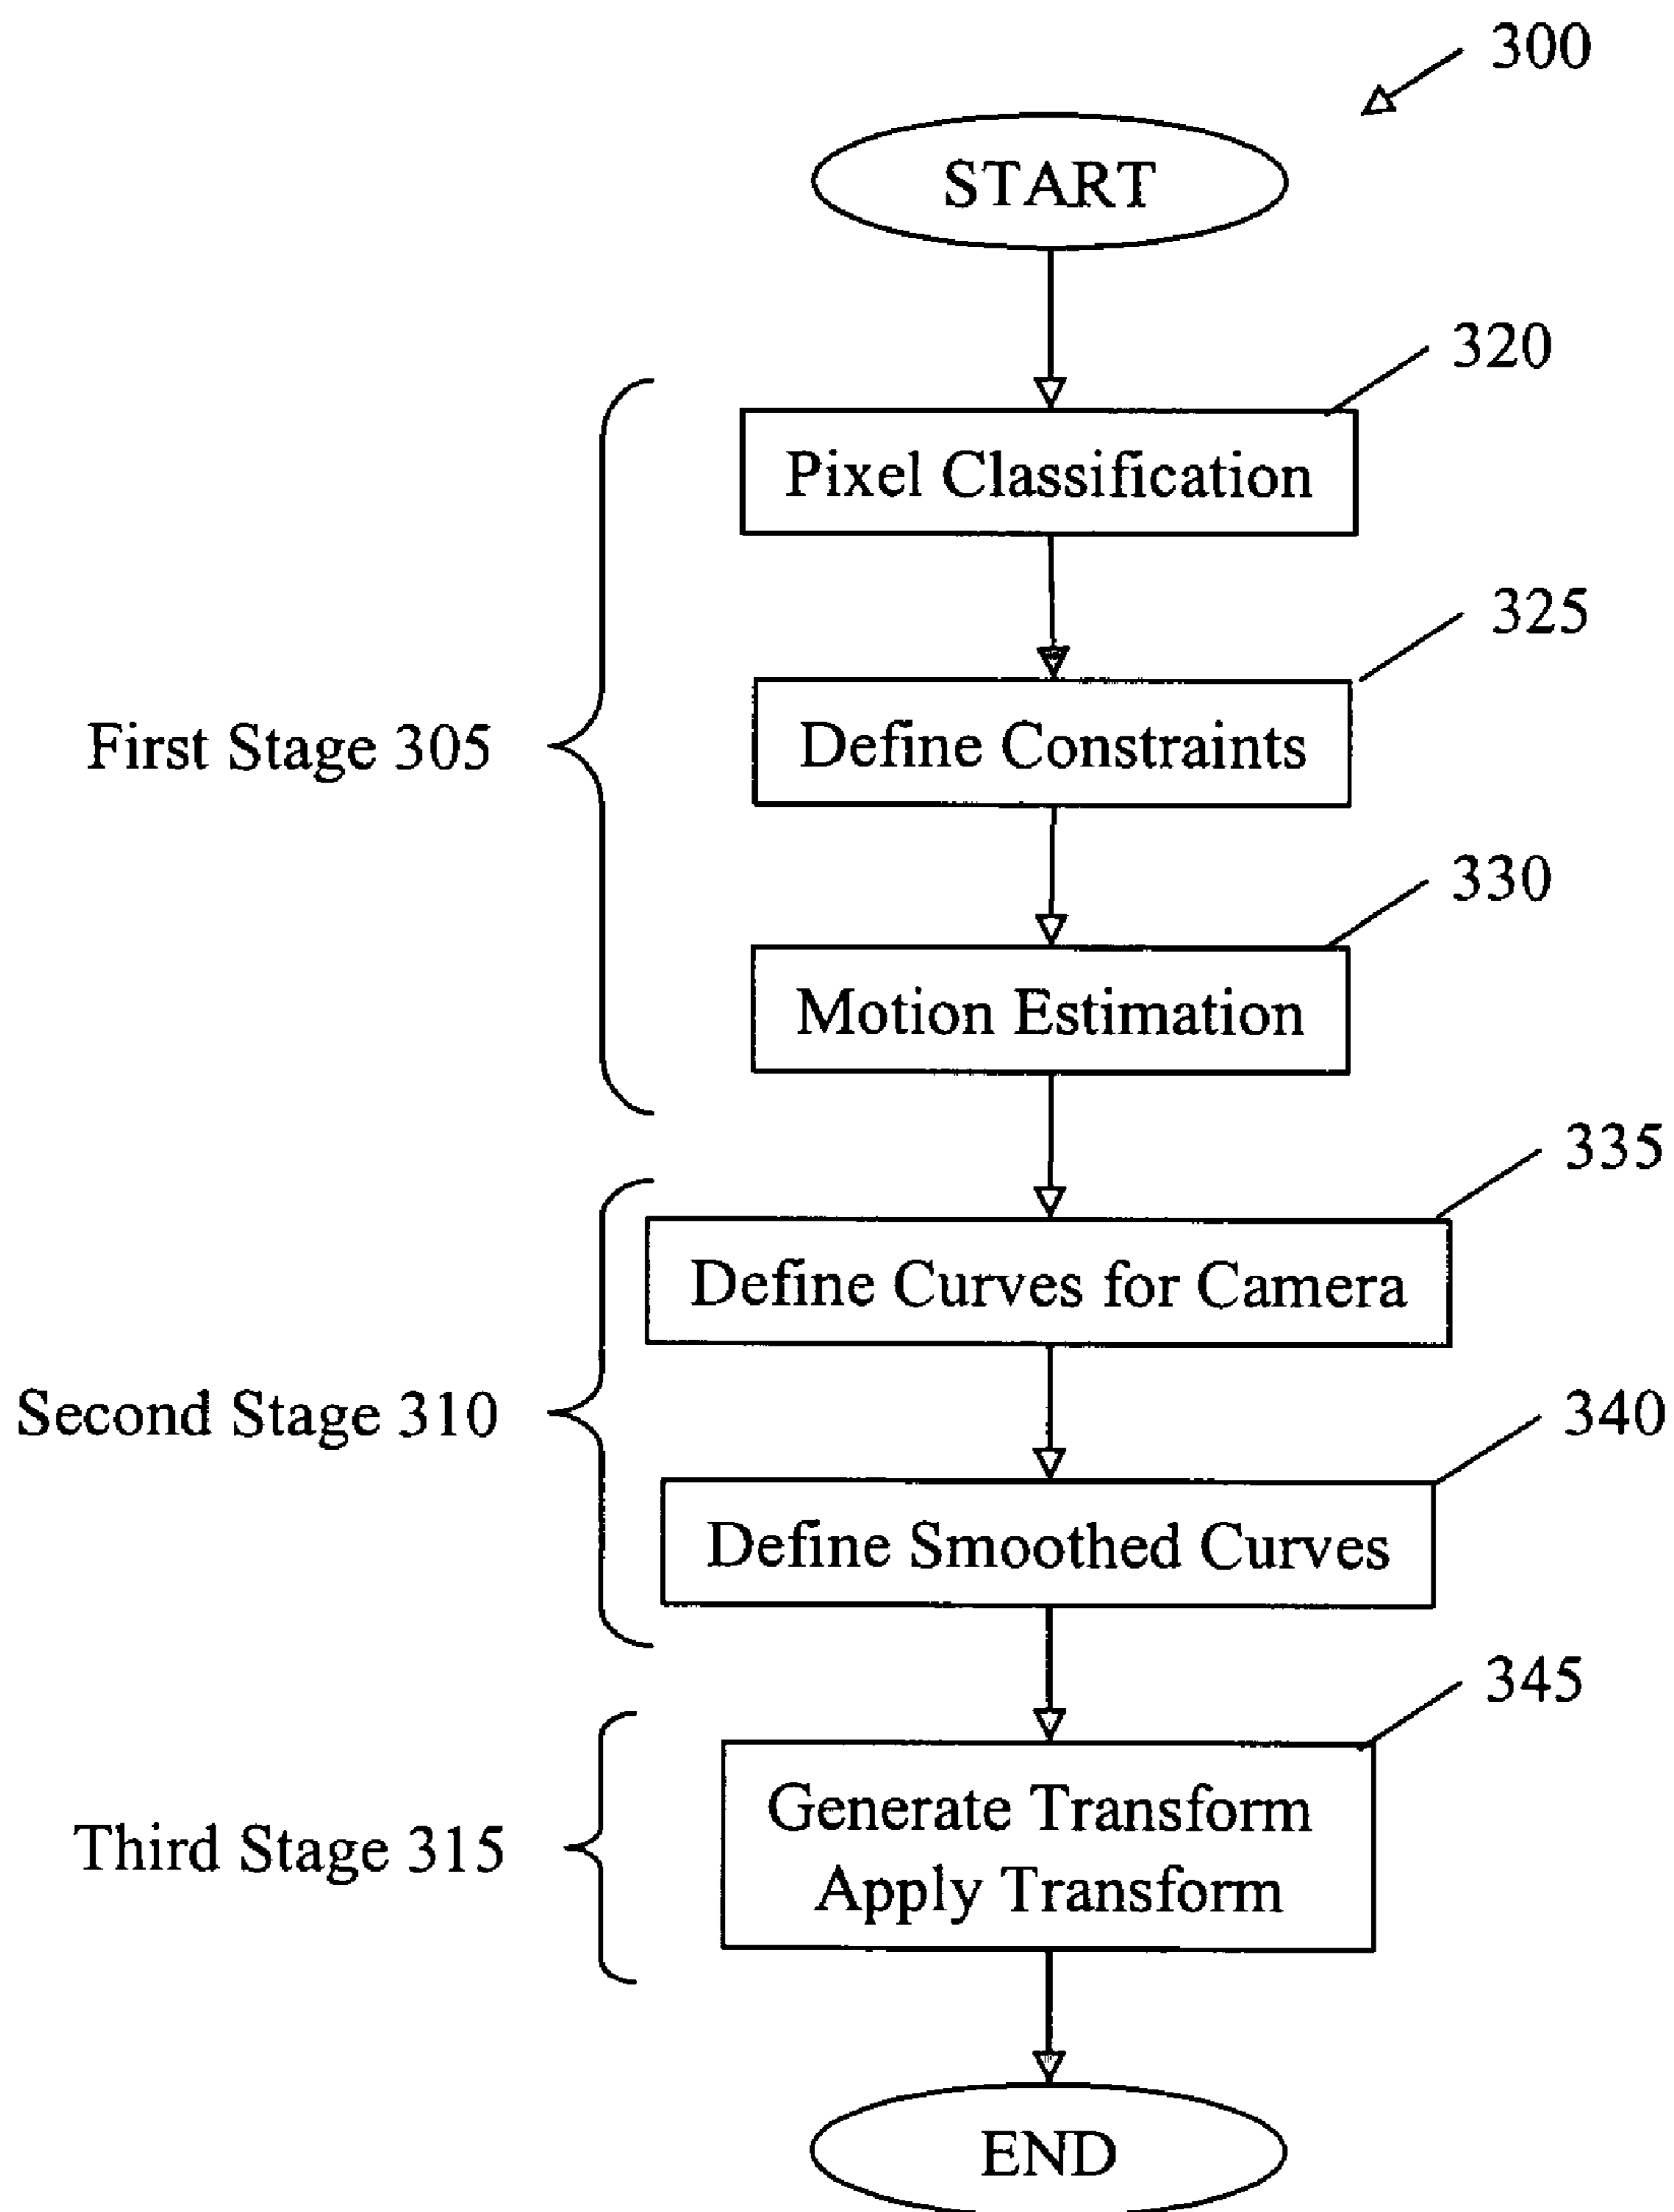 300
START
320
Pixel Classification
325
Define Constraints
First Stage 305
330
Motion Estimation
335
Define Curves for Camera
Second Stage 310
340
Define Smoothed Curves
345
Generate Transform
Apply Transform
Third Stage 315
END